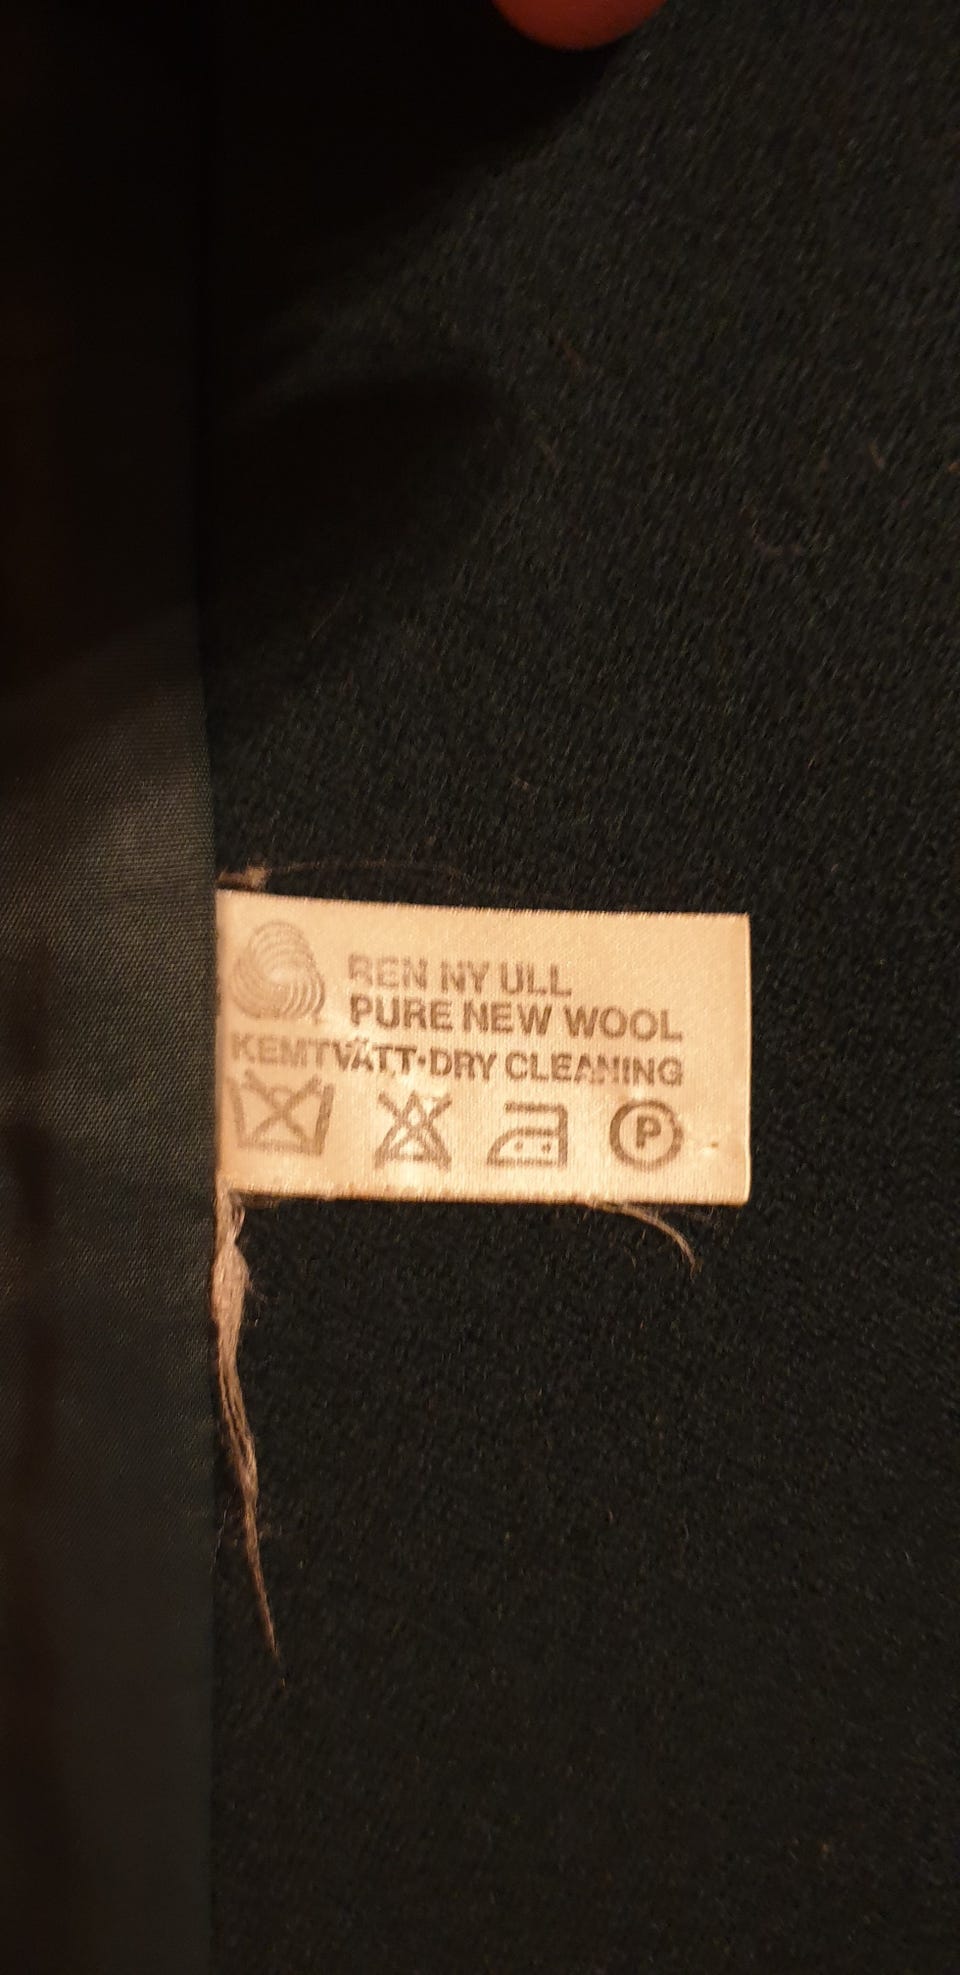 REN NY ULL
PURE NEW WOOL
KEMTVÄTT·DRY CLEANING
P